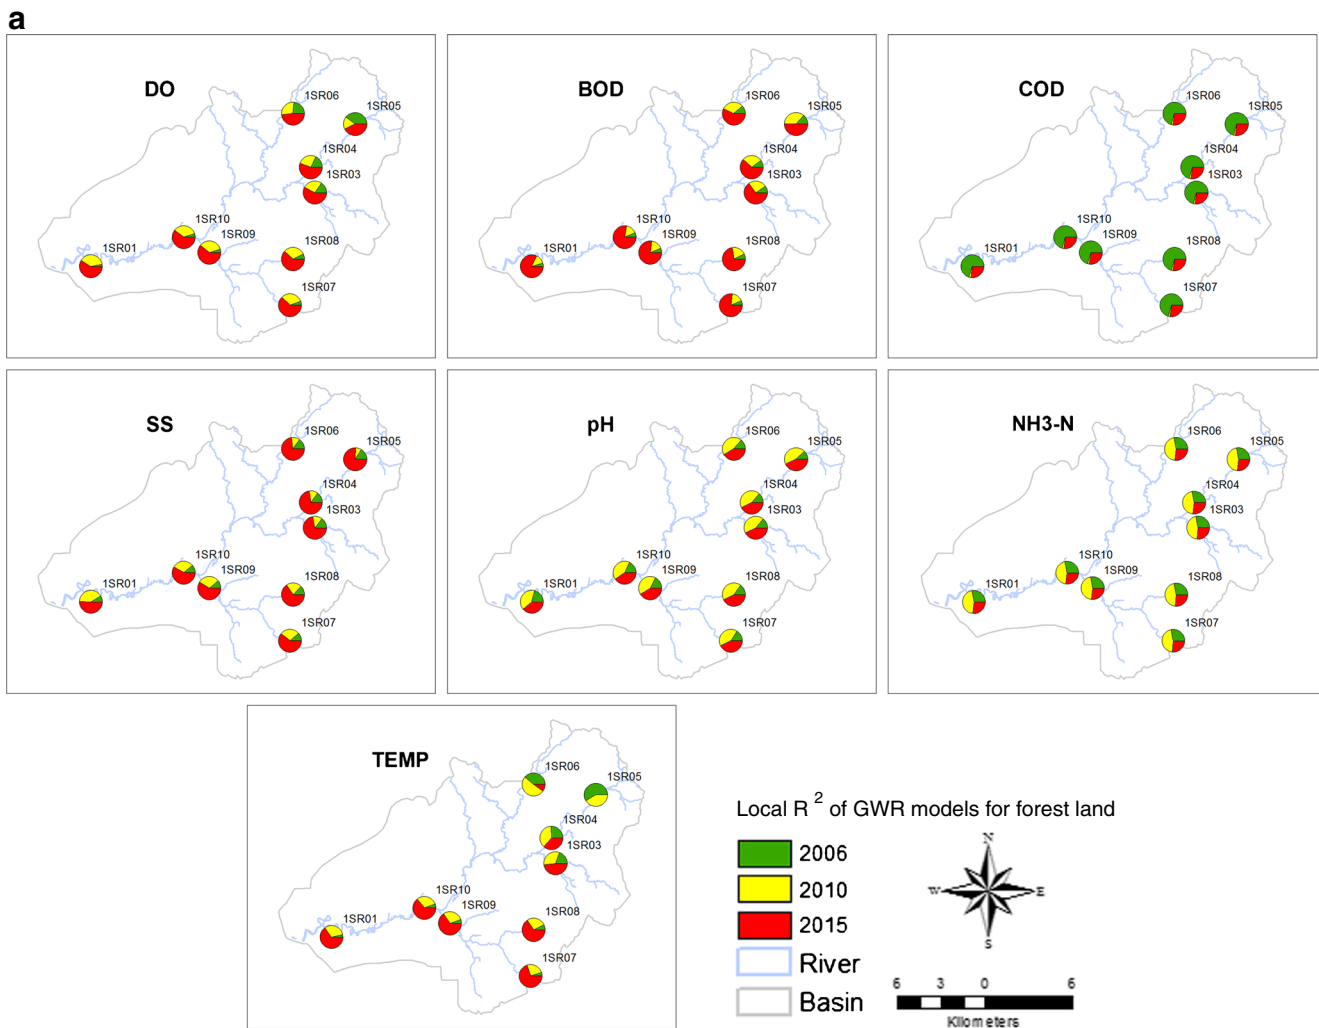 a
DO
1SR06
1SR05
1SR04
1SR03
1SR10
1SR09
1SR08
1SR01
1SR07
BOD
1SR06
1SR05
1SR04
1SR03
1SR10
1SR09
1SR08
1SR01
1SR07
COD
1SR06
1SR05
1SR04
1SR03
1SR10
1SR09
1SR08
1SR01
1SR07
SS
1SR06
1SR05
1SR04
1SR03
1SR10
1SR09
1SR08
1SR01
1SR07
pH
1SR06
1SR05
1SR04
1SR03
1SR10
1SR09
1SR08
1SR01
1SR07
NH3-N
1SR06
1SR05
1SR04
1SR03
1SR10
1SR09
1SR08
1SR01
1SR07
TEMP
1SR06
1SR05
1SR04
1SR03
1SR10
1SR09
1SR08
1SR01
1SR07
Local R 2 of GWR models for forest land
2006
2010
2015
River
Basin
N
W E
S
6 3 0 6
Kilometers